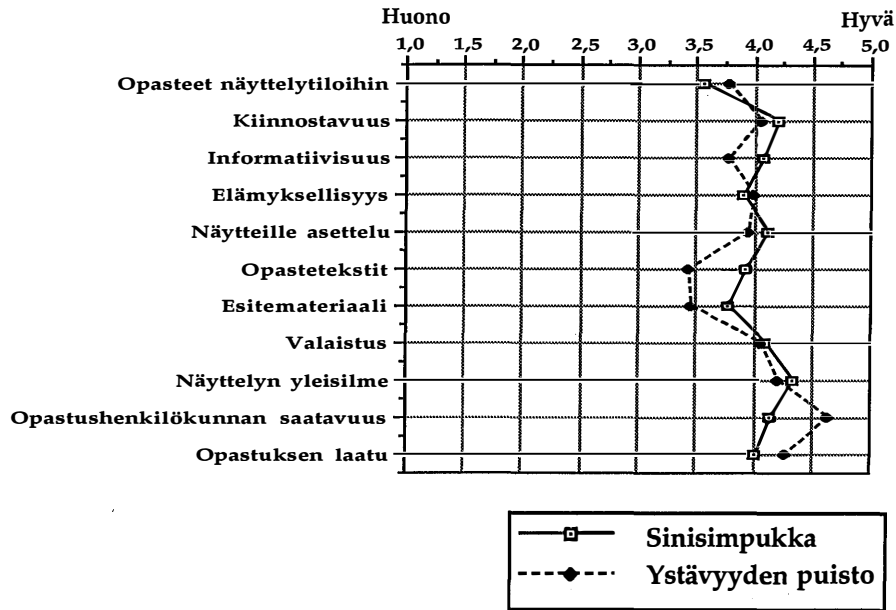 Huono Hyvä
1,0 1,5 2,0 2,5 3,0 3,5 4,0 4,5 5,0
Opasteet näyttelytiloihin
Kiinnostavuus
Informatiivisuus
Elämyksellisyys
Näytteille asettelu
Opastetekstit
Esitemateriaali
Valaistus
Näyttelyn yleisilme
Opastushenkilökunnan saatavuus
Opastuksen laatu
Sinisimpukka
Ystävyyden puisto